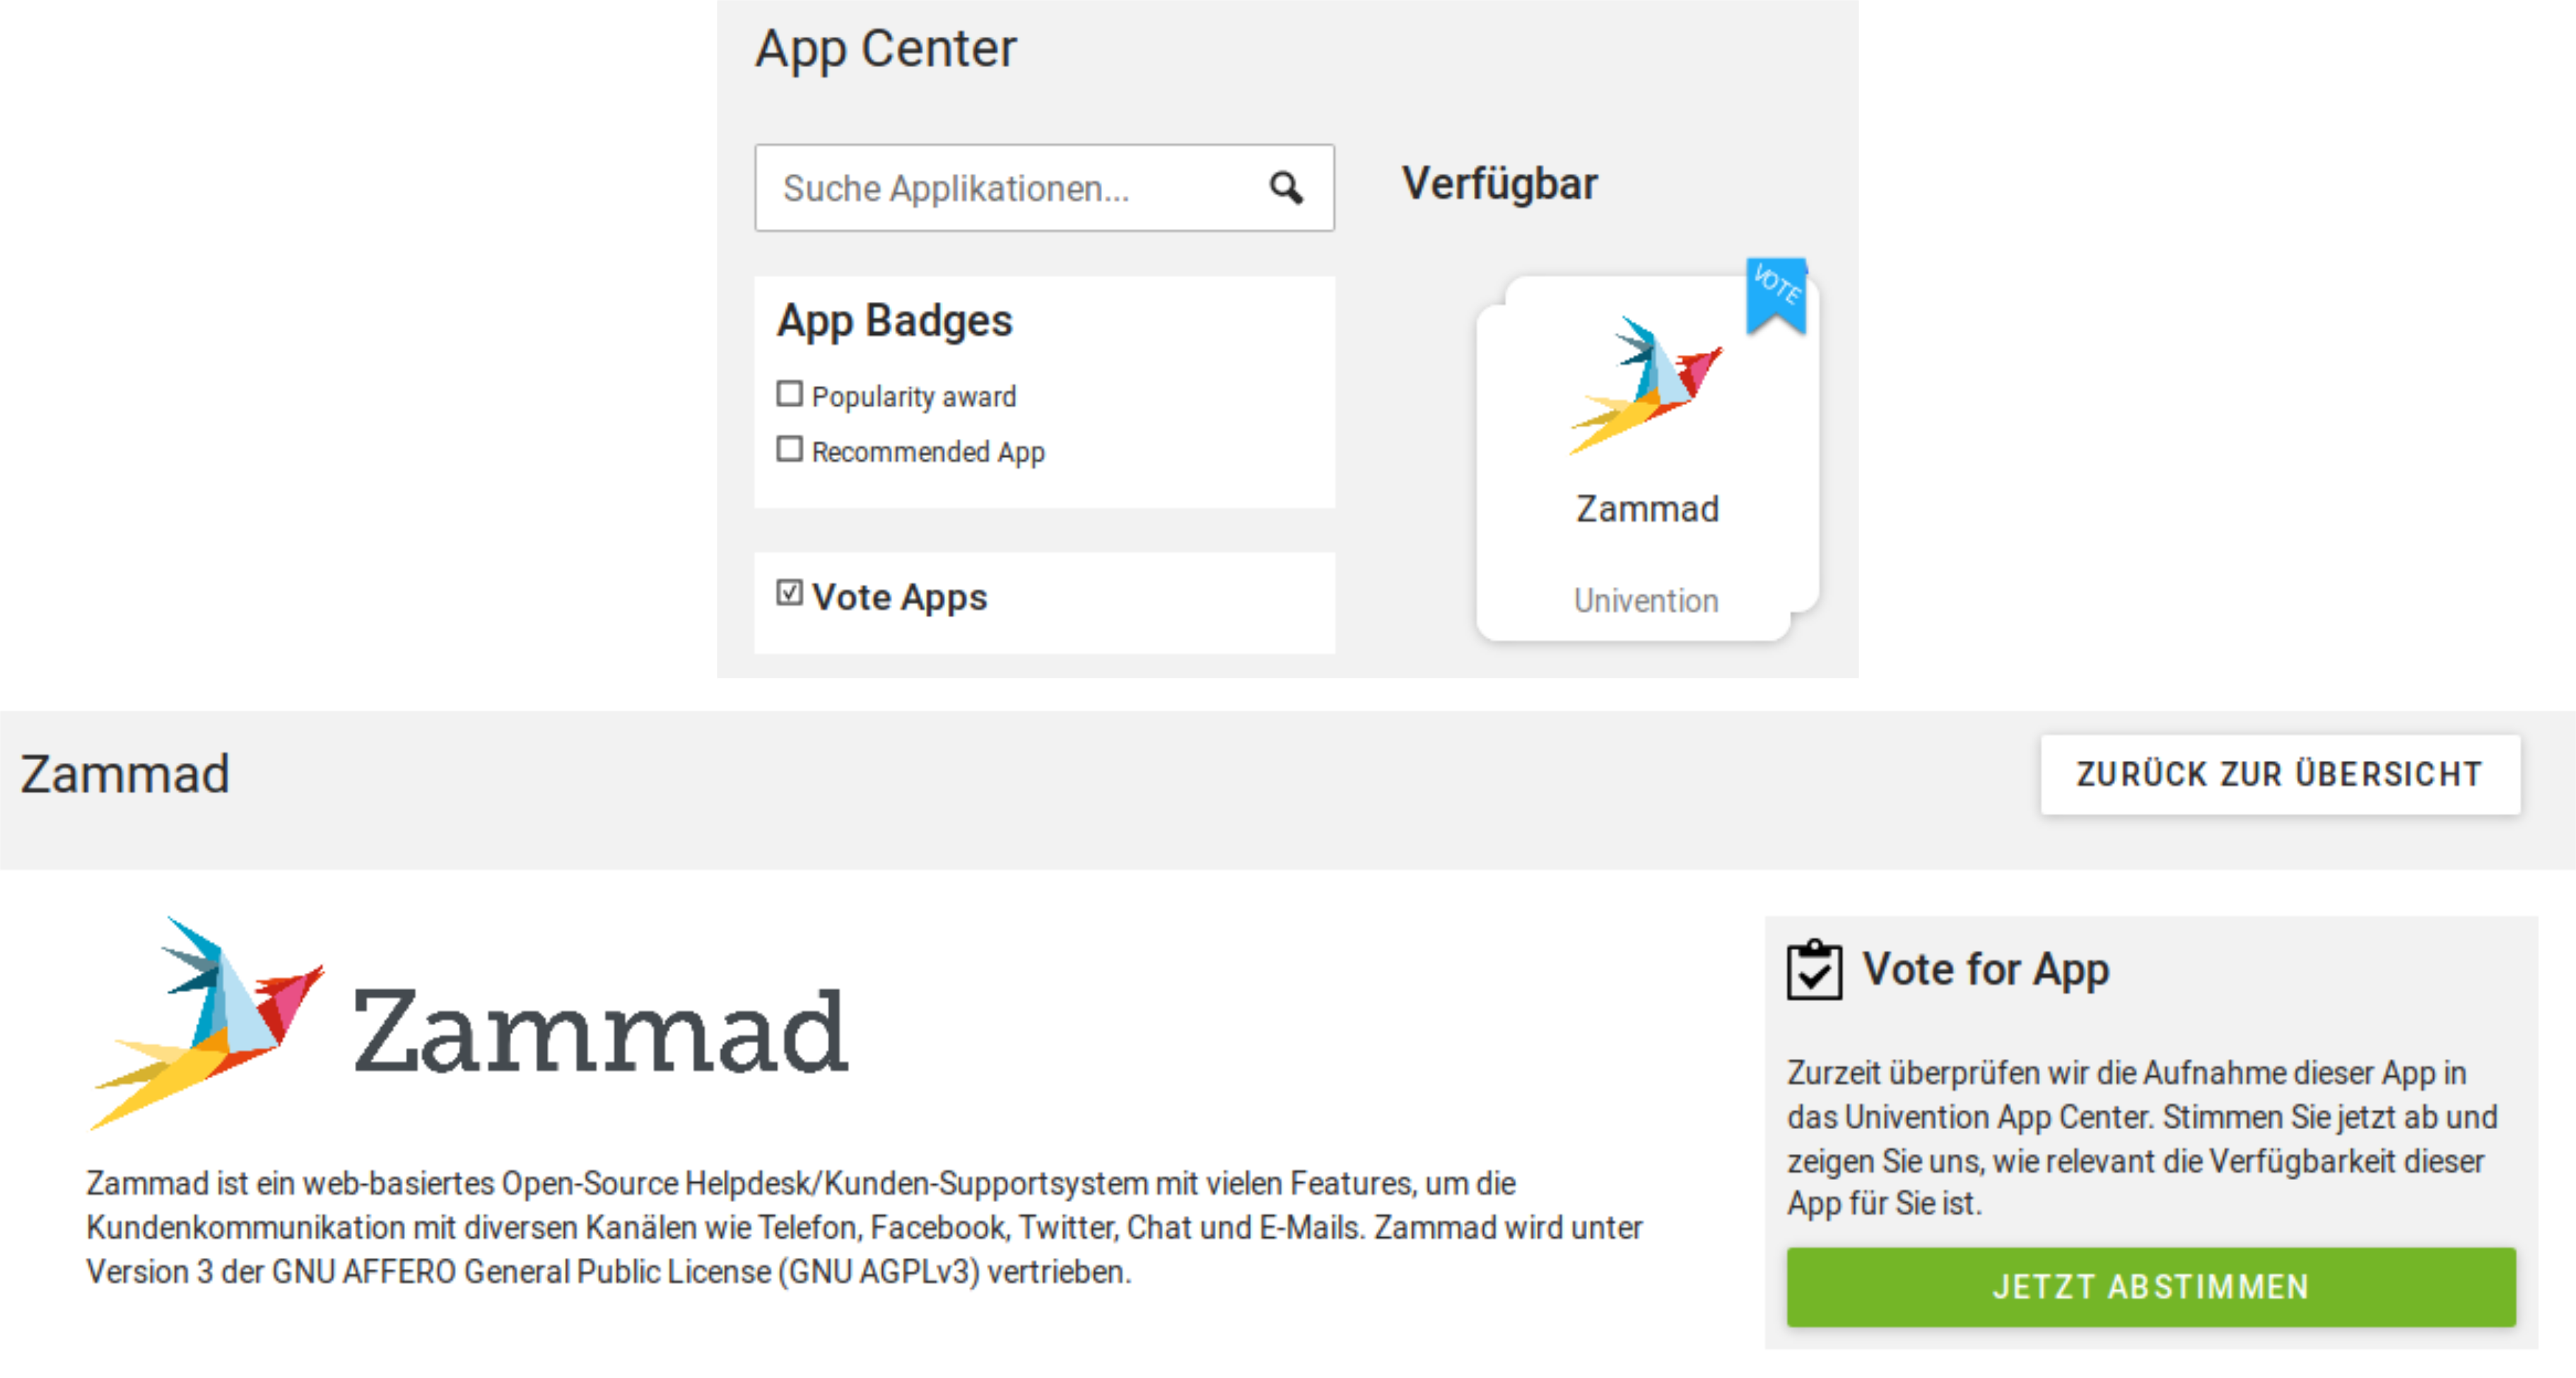 App Center
Suche Applikationen...
Verfügbar
App Badges
Popularity award
Recommended App
Vote Apps
VOTE
Zammad
Univention
Zammad
ZURÜCK ZUR ÜBERSICHT
Zammad
Zammad ist ein web-basiertes Open-Source Helpdesk/Kunden-Supportsystem mit vielen Features, um die
Kundenkommunikation mit diversen Kanälen wie Telefon, Facebook, Twitter, Chat und E-Mails. Zammad wird unter
Version 3 der GNU AFFERO General Public License (GNU AGPLv3) vertrieben.
Vote for App
Zurzeit überprüfen wir die Aufnahme dieser App in
das Univention App Center. Stimmen Sie jetzt ab und
zeigen Sie uns, wie relevant die Verfügbarkeit dieser
App für Sie ist.
JETZT ABSTIMMEN